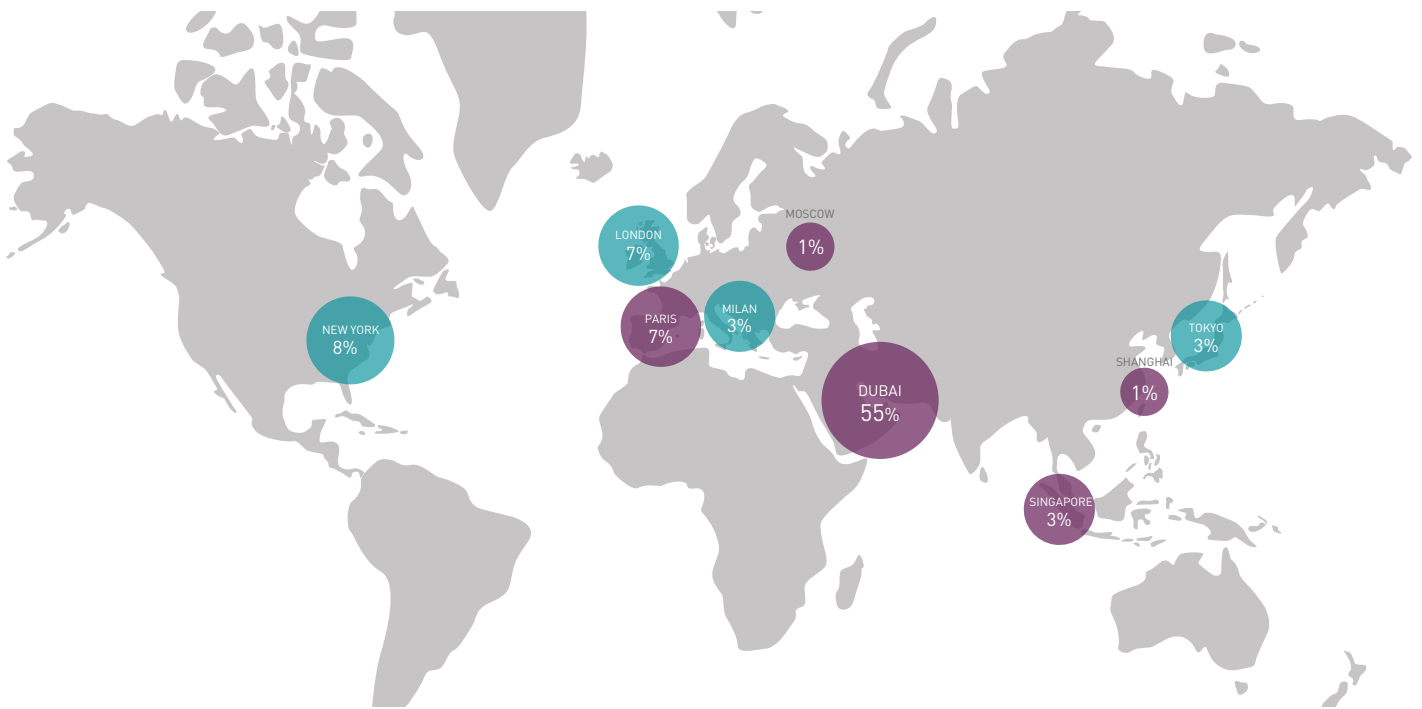 MOSCOW
1%
LONDON
7%
MILAN
3%
PARIS
7%
NEW YORK
8%
TOKYO
3%
SHANGHAI
1%
DUBAI
55%
SINGAPORE
3%